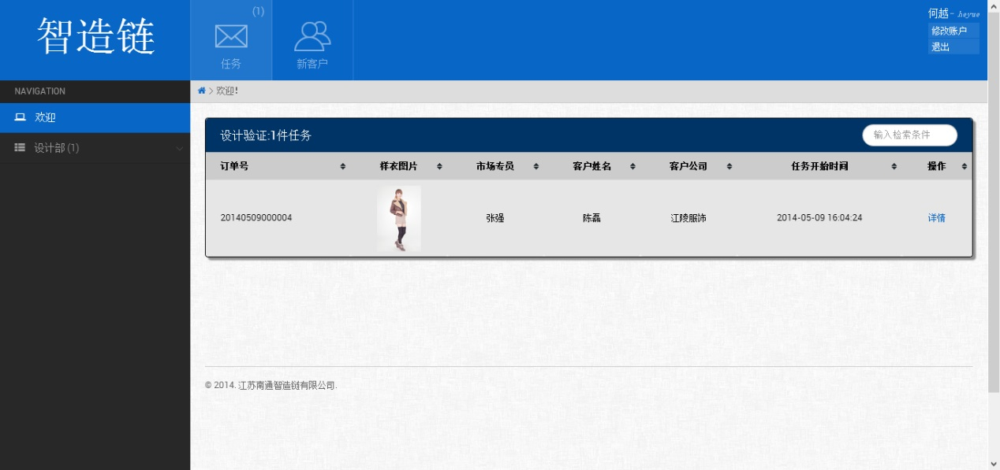 智造链
(1)
任务
新客户
何越 - heyue
修改账户
退出
NAVIGATION
欢迎
设计部 (1)
> 欢迎!
设计验证:1件任务
输入检索条件
订单号 样衣图片 市场专员 客户姓名 客户公司 任务开始时间 操作
20140509000004 张强 陈磊 江陵服饰 2014-05-09 16:04:24 详情
© 2014. 江苏南通智造链有限公司.